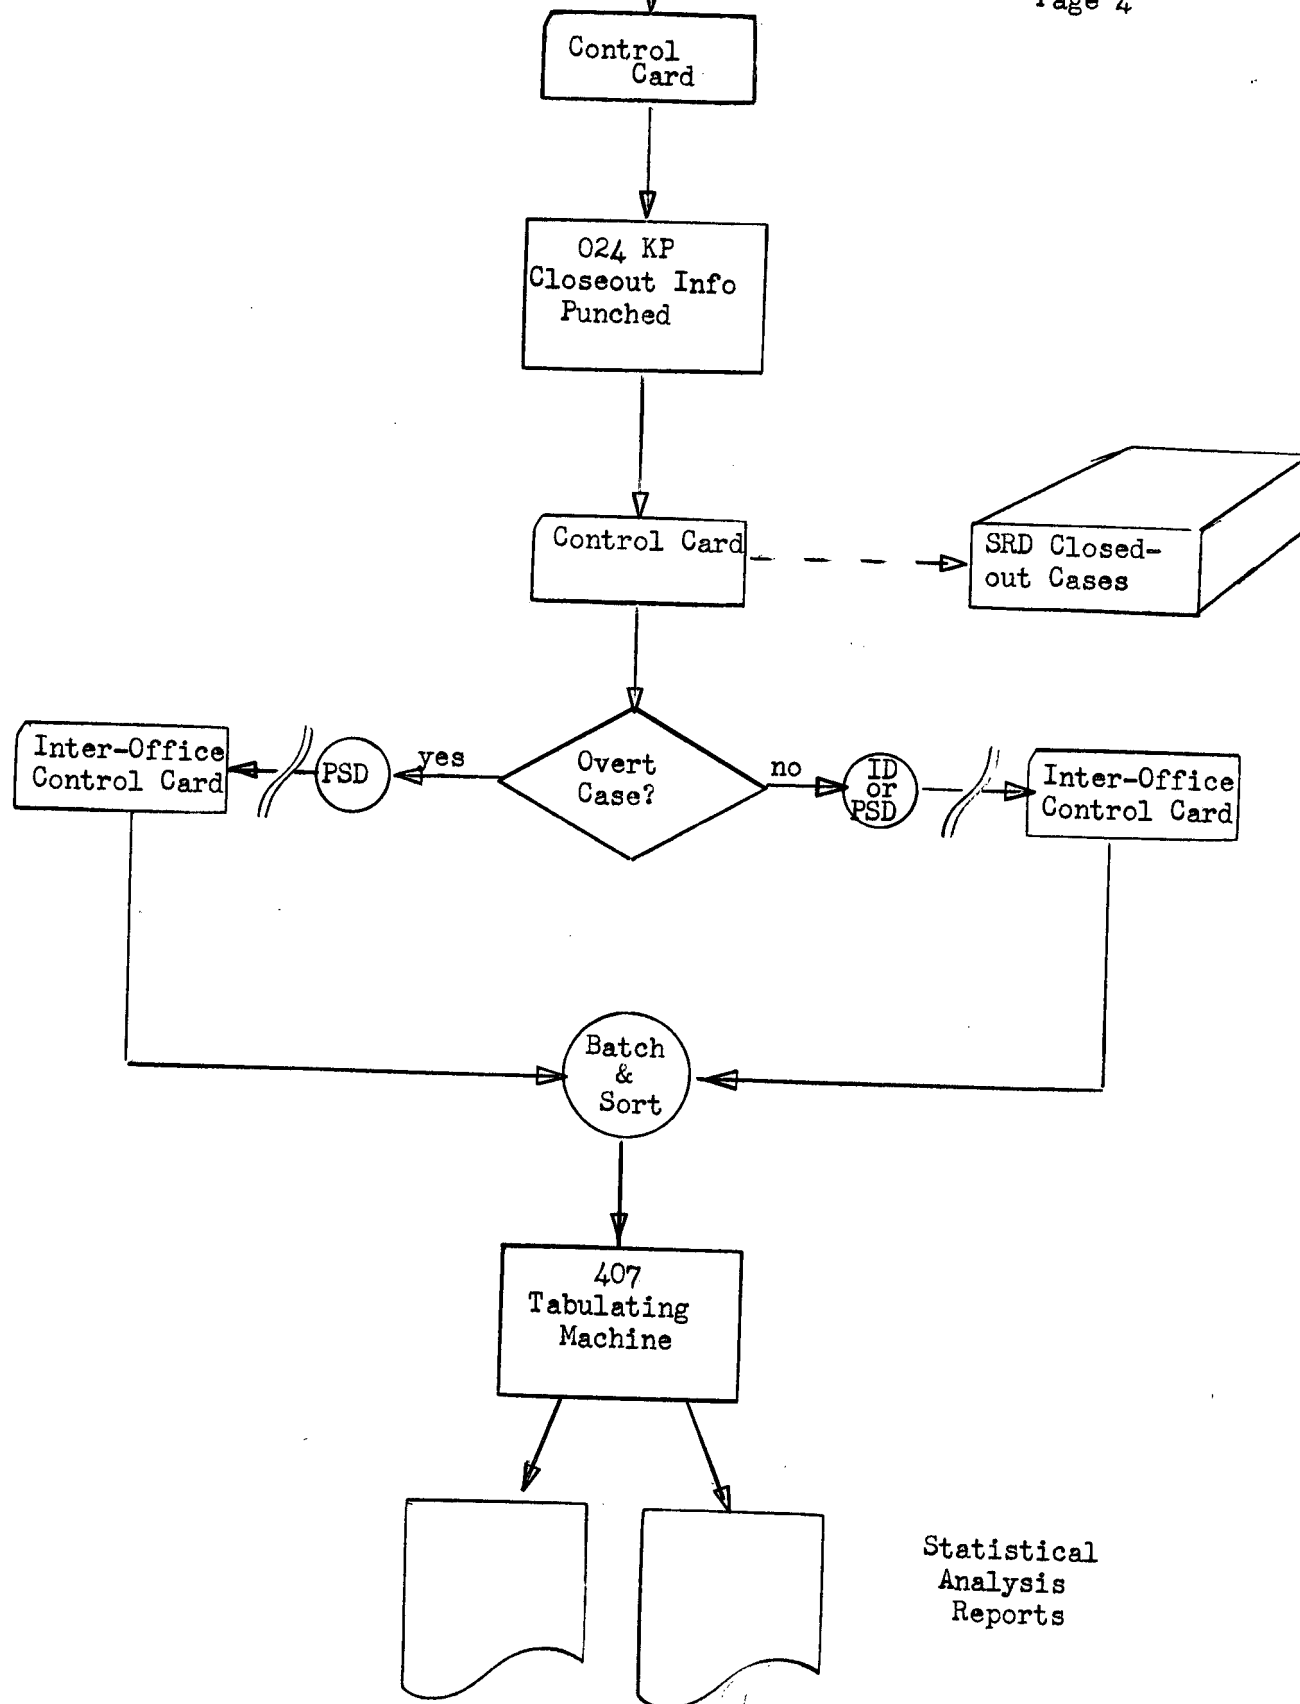 Page 4
Control
Card
024 KP
Closeout Info
Punched
Control Card
SRD Closed-
out Cases
Inter-Office
Control Card
PSD
yes
Overt
Case?
no
ID
or
PSD
Inter-Office
Control Card
Batch
&
Sort
407
Tabulating
Machine
Statistical
Analysis
Reports